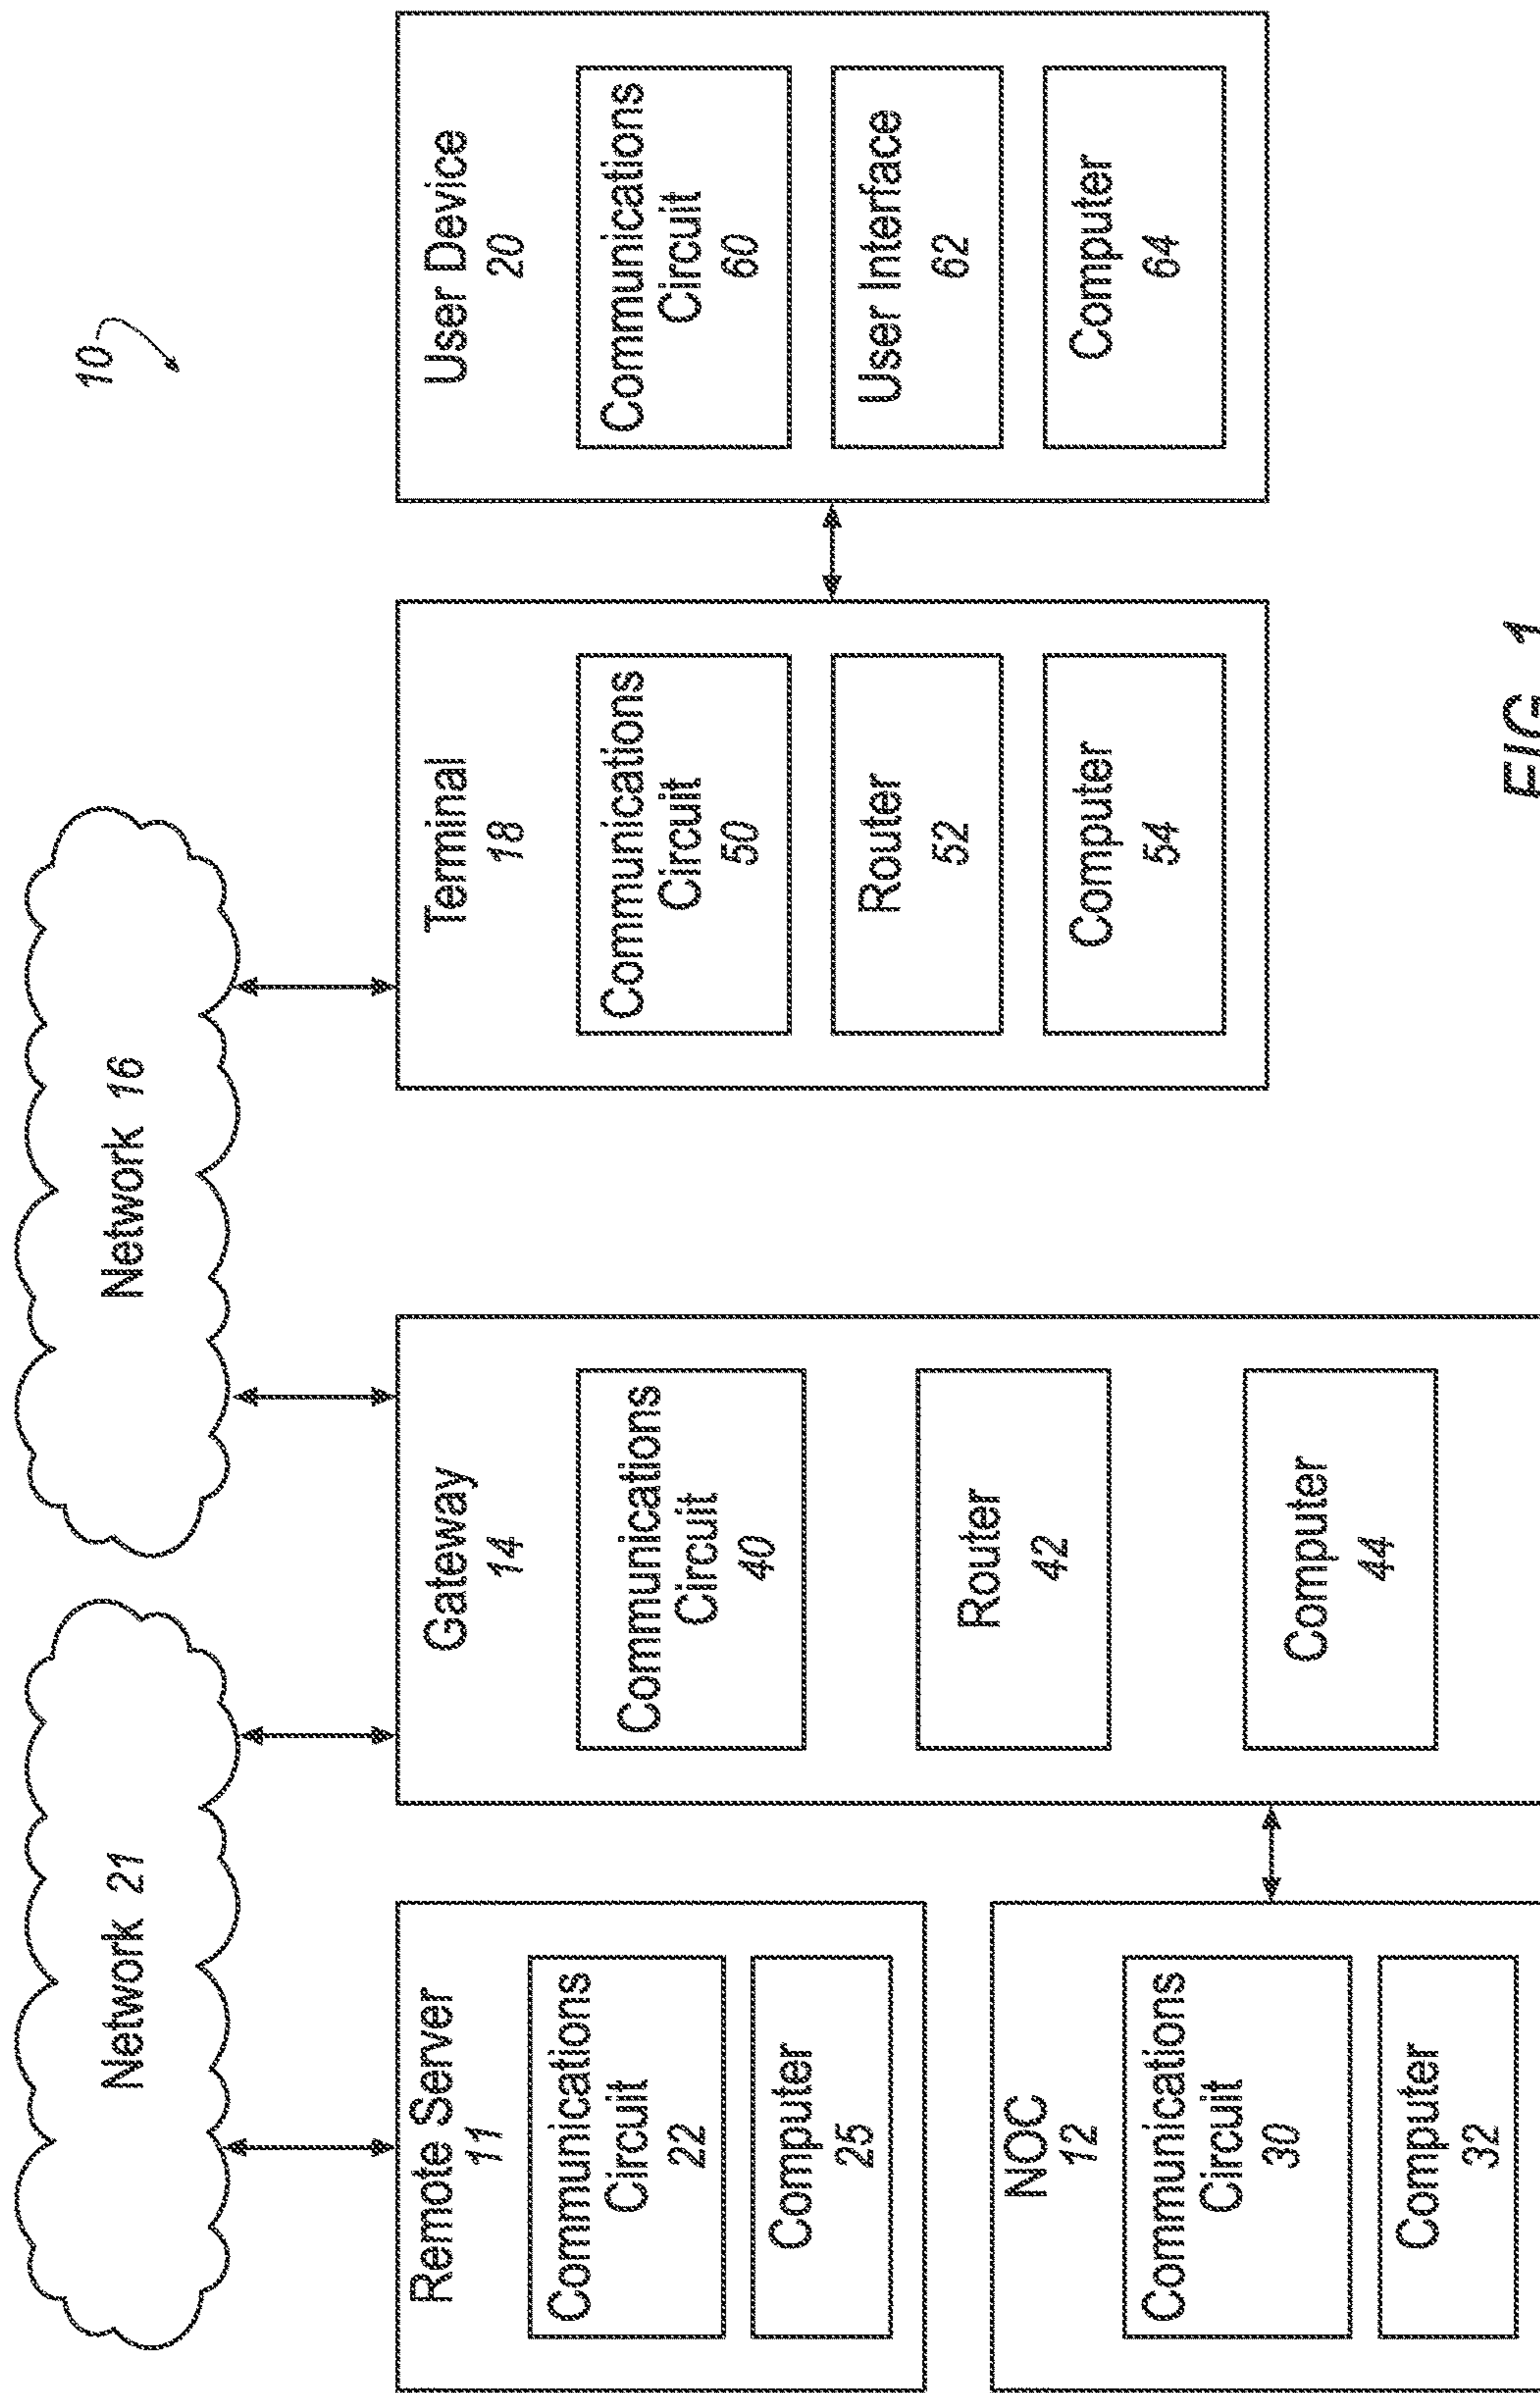 10
Network 21
Network 16
Remote Server
11
Communications
Circuit
22
Computer
25
NOC
12
Communications
Circuit
30
Computer
32
Gateway
14
Communications
Circuit
40
Router
42
Computer
44
Terminal
18
Communications
Circuit
50
Router
52
Computer
54
User Device
20
Communications
Circuit
60
User Interface
62
Computer
64
FIG. 1